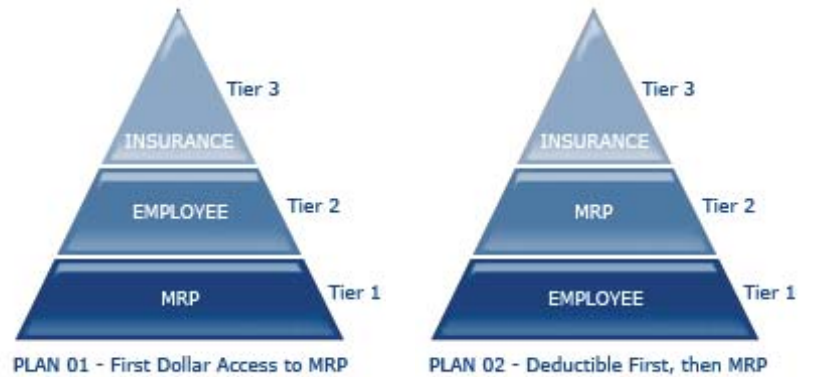 Tier 3
INSURANCE
EMPLOYEE
Tier 2
MRP
Tier 1
PLAN 01 - First Dollar Access to MRP
Tier 3
INSURANCE
MRP
Tier 2
EMPLOYEE
Tier 1
PLAN 02 - Deductible First, then MRP